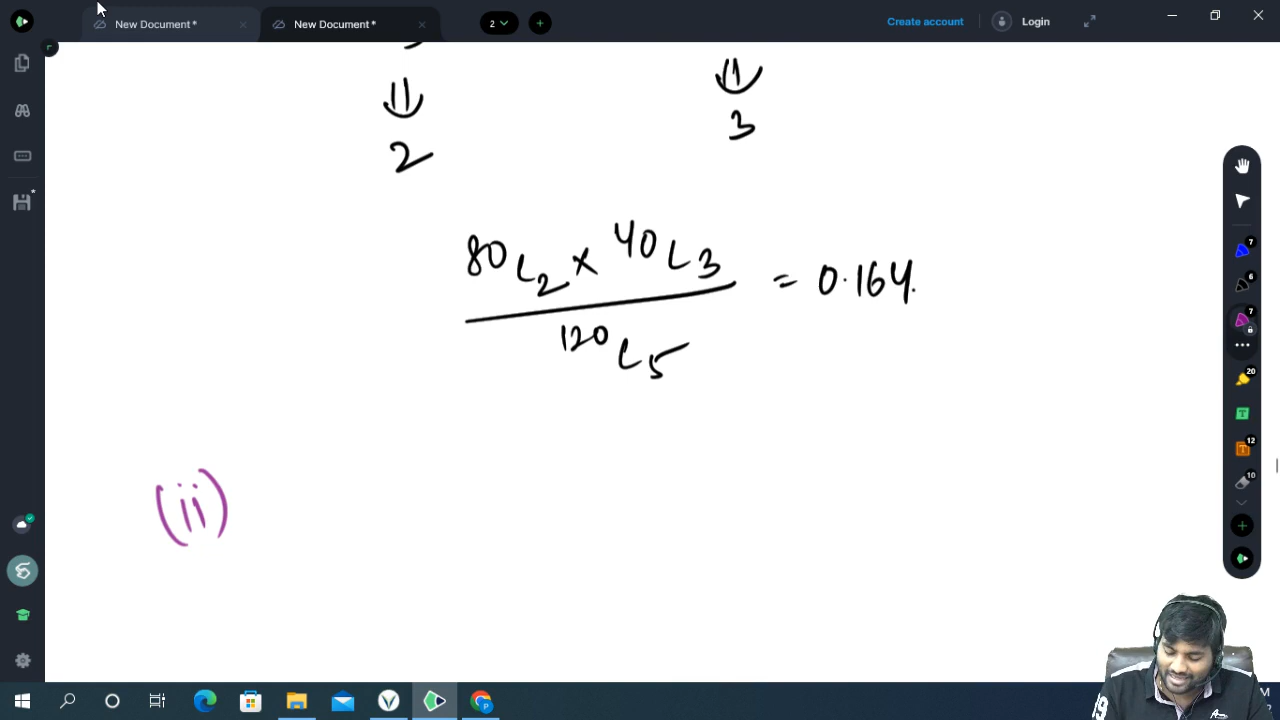 New Document * New Document * 2 Create account Login
2 3
80C2 × 40C3 / 120C5 = 0.164.
(ii)